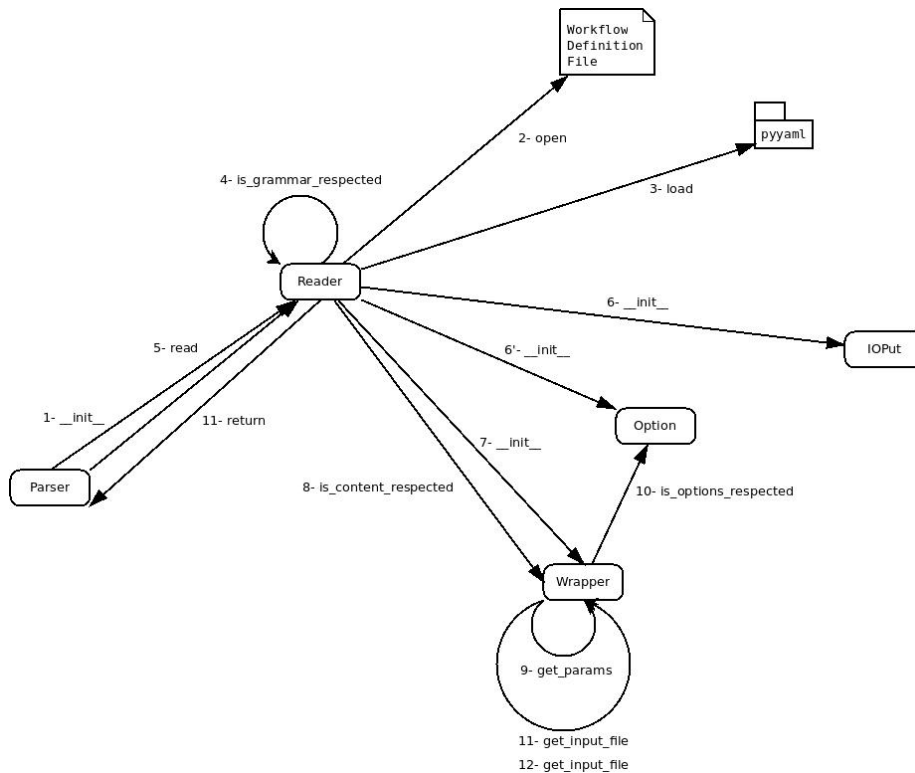 Workflow
Definition
File
pyyaml
2- open
4- is_grammar_respected
3- load
Reader
6- __init__
5- read
6'- __init__
IOPut
1- __init__
11- return
Option
7- __init__
Parser
8- is_content_respected
10- is_options_respected
Wrapper
9- get_params
11- get_input_file
12- get_input_file